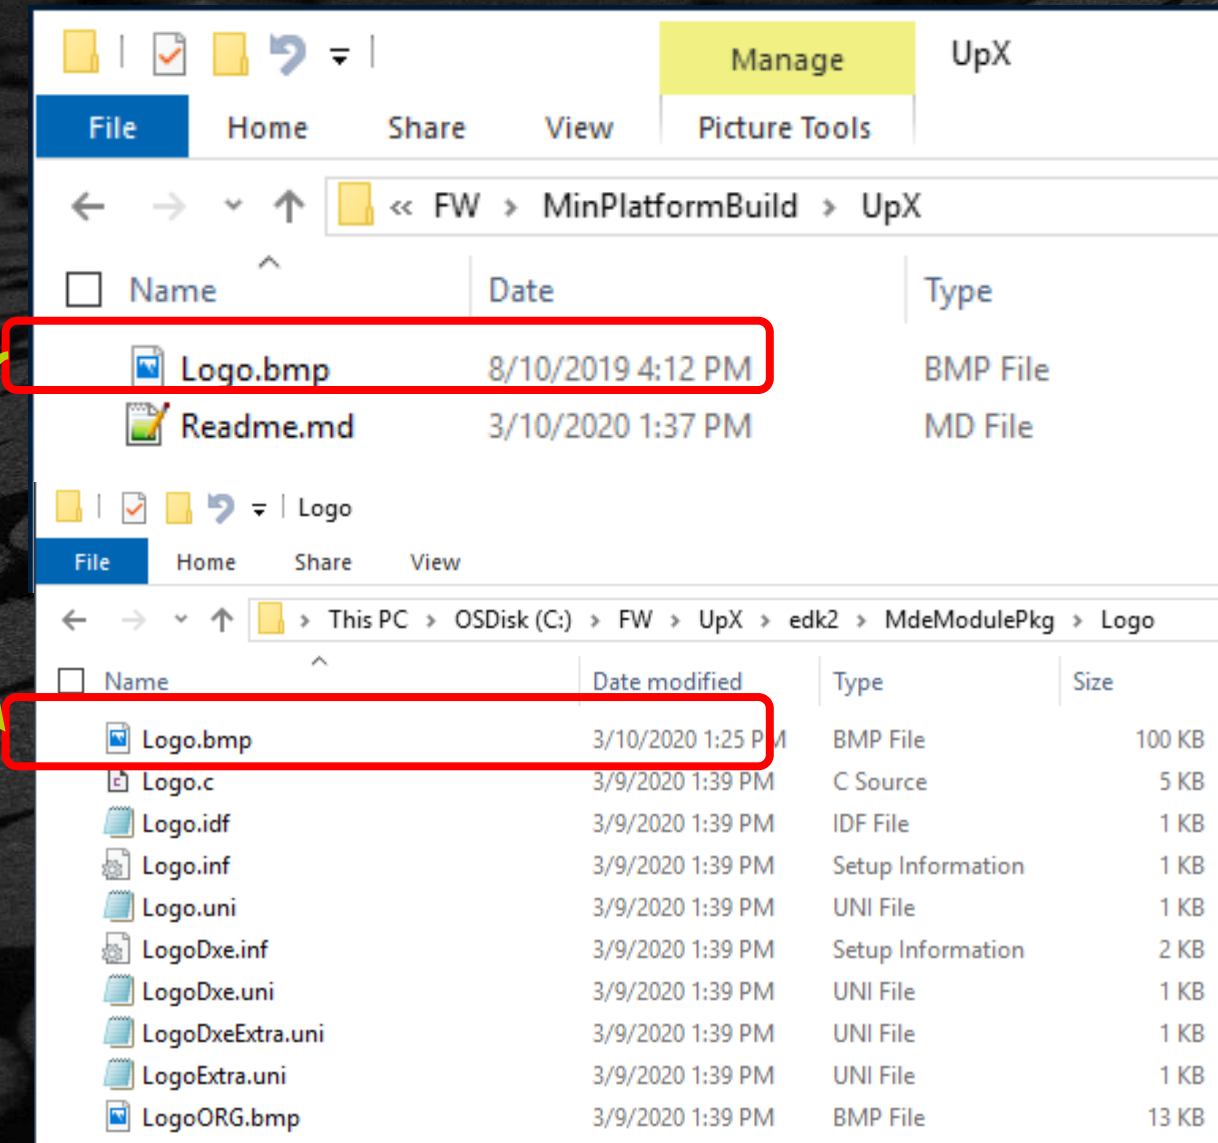 Manage UpX
File Home Share View Picture Tools
« FW > MinPlatformBuild > UpX
Name Date Type
Logo.bmp 8/10/2019 4:12 PM BMP File
Readme.md 3/10/2020 1:37 PM MD File
Logo
File Home Share View
> This PC > OSDisk (C:) > FW > UpX > edk2 > MdeModulePkg > Logo
Name Date modified Type Size
Logo.bmp 3/10/2020 1:25 PM BMP File 100 KB
Logo.c 3/9/2020 1:39 PM C Source 5 KB
Logo.idf 3/9/2020 1:39 PM IDF File 1 KB
Logo.inf 3/9/2020 1:39 PM Setup Information 1 KB
Logo.uni 3/9/2020 1:39 PM UNI File 1 KB
LogoDxe.inf 3/9/2020 1:39 PM Setup Information 2 KB
LogoDxe.uni 3/9/2020 1:39 PM UNI File 1 KB
LogoDxeExtra.uni 3/9/2020 1:39 PM UNI File 1 KB
LogoExtra.uni 3/9/2020 1:39 PM UNI File 1 KB
LogoORG.bmp 3/9/2020 1:39 PM BMP File 13 KB